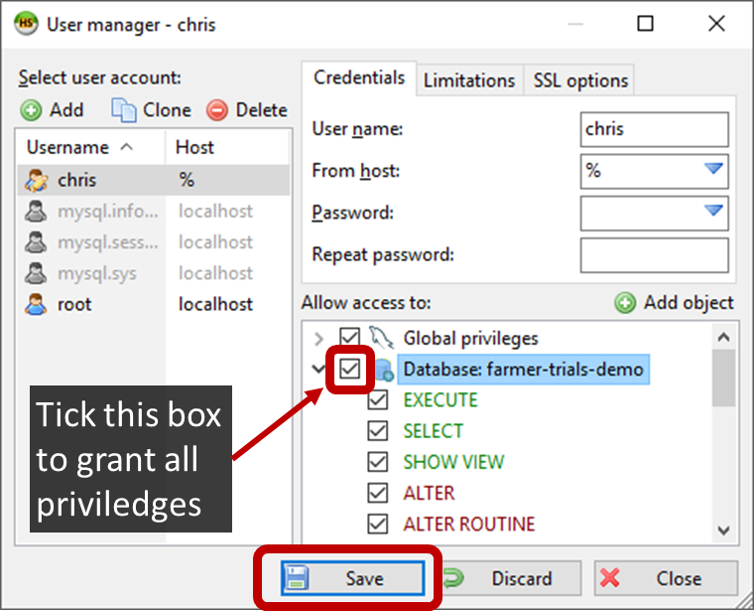 HS User manager - chris
Select user account:
Add Clone Delete
Username Host
chris %
mysql.info... localhost
mysql.sess... localhost
mysql.sys localhost
root localhost
Credentials Limitations SSL options
User name: chris
From host: %
Password:
Repeat password:
Allow access to: Add object
Global privileges
Database: farmer-trials-demo
EXECUTE
SELECT
SHOW VIEW
ALTER
ALTER ROUTINE
Tick this box
to grant all
priviledges
Save Discard Close